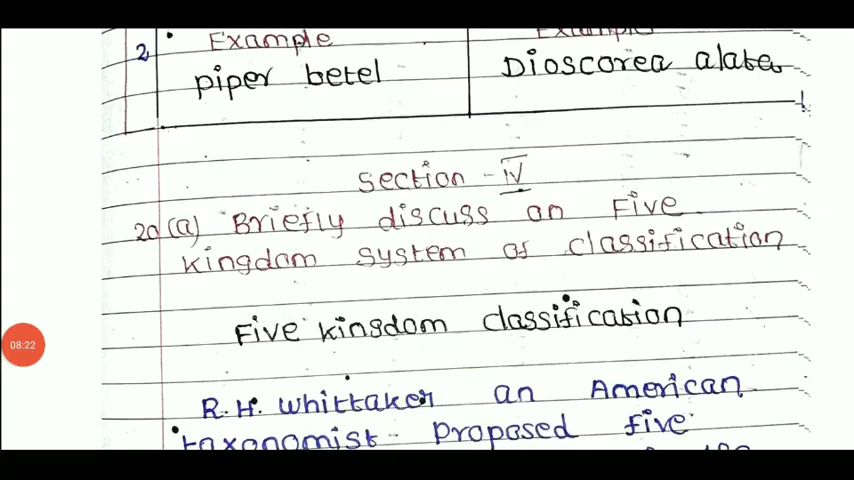 2
Example
piper betel
Example
Dioscorea alata
Section - IV
20 (a) Briefly discuss on Five
kingdom system of classification
Five kingdom classification
R.H. Whittaker an American
taxonomist proposed five
08:22